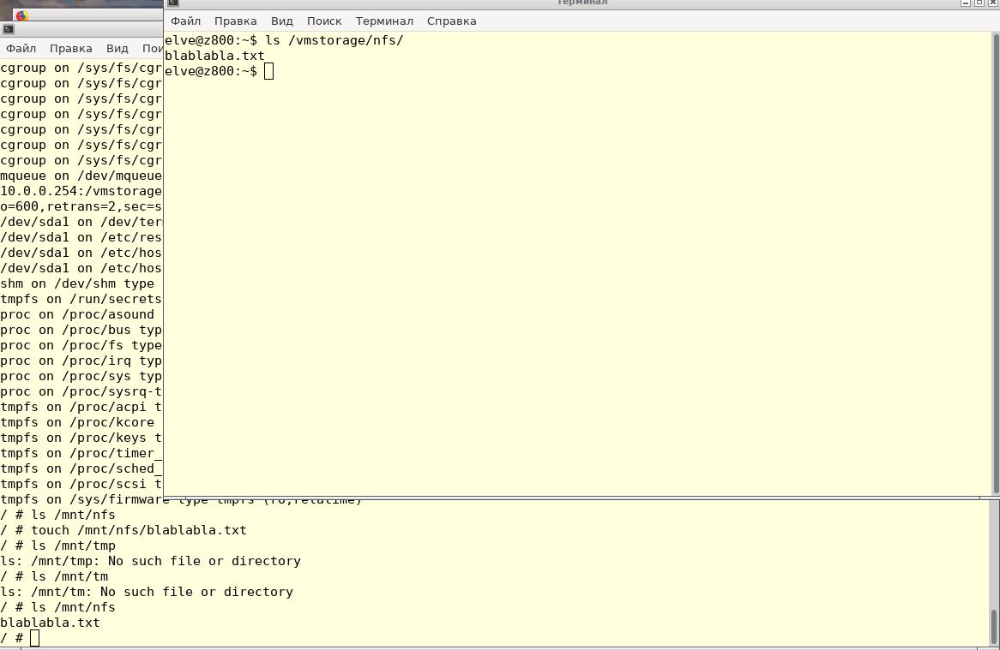 Терминал
Файл Правка Вид Поиск Терминал Справка
elve@z800:~$ ls /vmstorage/nfs/
blablabla.txt
elve@z800:~$
Файл Правка Вид Пои
cgroup on /sys/fs/cgr
cgroup on /sys/fs/cgr
cgroup on /sys/fs/cgr
cgroup on /sys/fs/cgr
cgroup on /sys/fs/cgr
cgroup on /sys/fs/cgr
cgroup on /sys/fs/cgr
mqueue on /dev/mqueue
10.0.0.254:/vmstorage
o=600,retrans=2,sec=s
/dev/sda1 on /dev/ter
/dev/sda1 on /etc/res
/dev/sda1 on /etc/hos
/dev/sda1 on /etc/hos
shm on /dev/shm type
tmpfs on /run/secrets
proc on /proc/asound
proc on /proc/bus typ
proc on /proc/fs type
proc on /proc/irq typ
proc on /proc/sys typ
proc on /proc/sysrq-t
tmpfs on /proc/acpi t
tmpfs on /proc/kcore
tmpfs on /proc/keys t
tmpfs on /proc/timer_
tmpfs on /proc/sched_
tmpfs on /proc/scsi t
tmpfs on /sys/firmware type tmpfs (ro,relatime)
/ # ls /mnt/nfs
/ # touch /mnt/nfs/blablabla.txt
/ # ls /mnt/tmp
ls: /mnt/tmp: No such file or directory
/ # ls /mnt/tm
ls: /mnt/tm: No such file or directory
/ # ls /mnt/nfs
blablabla.txt
/ #